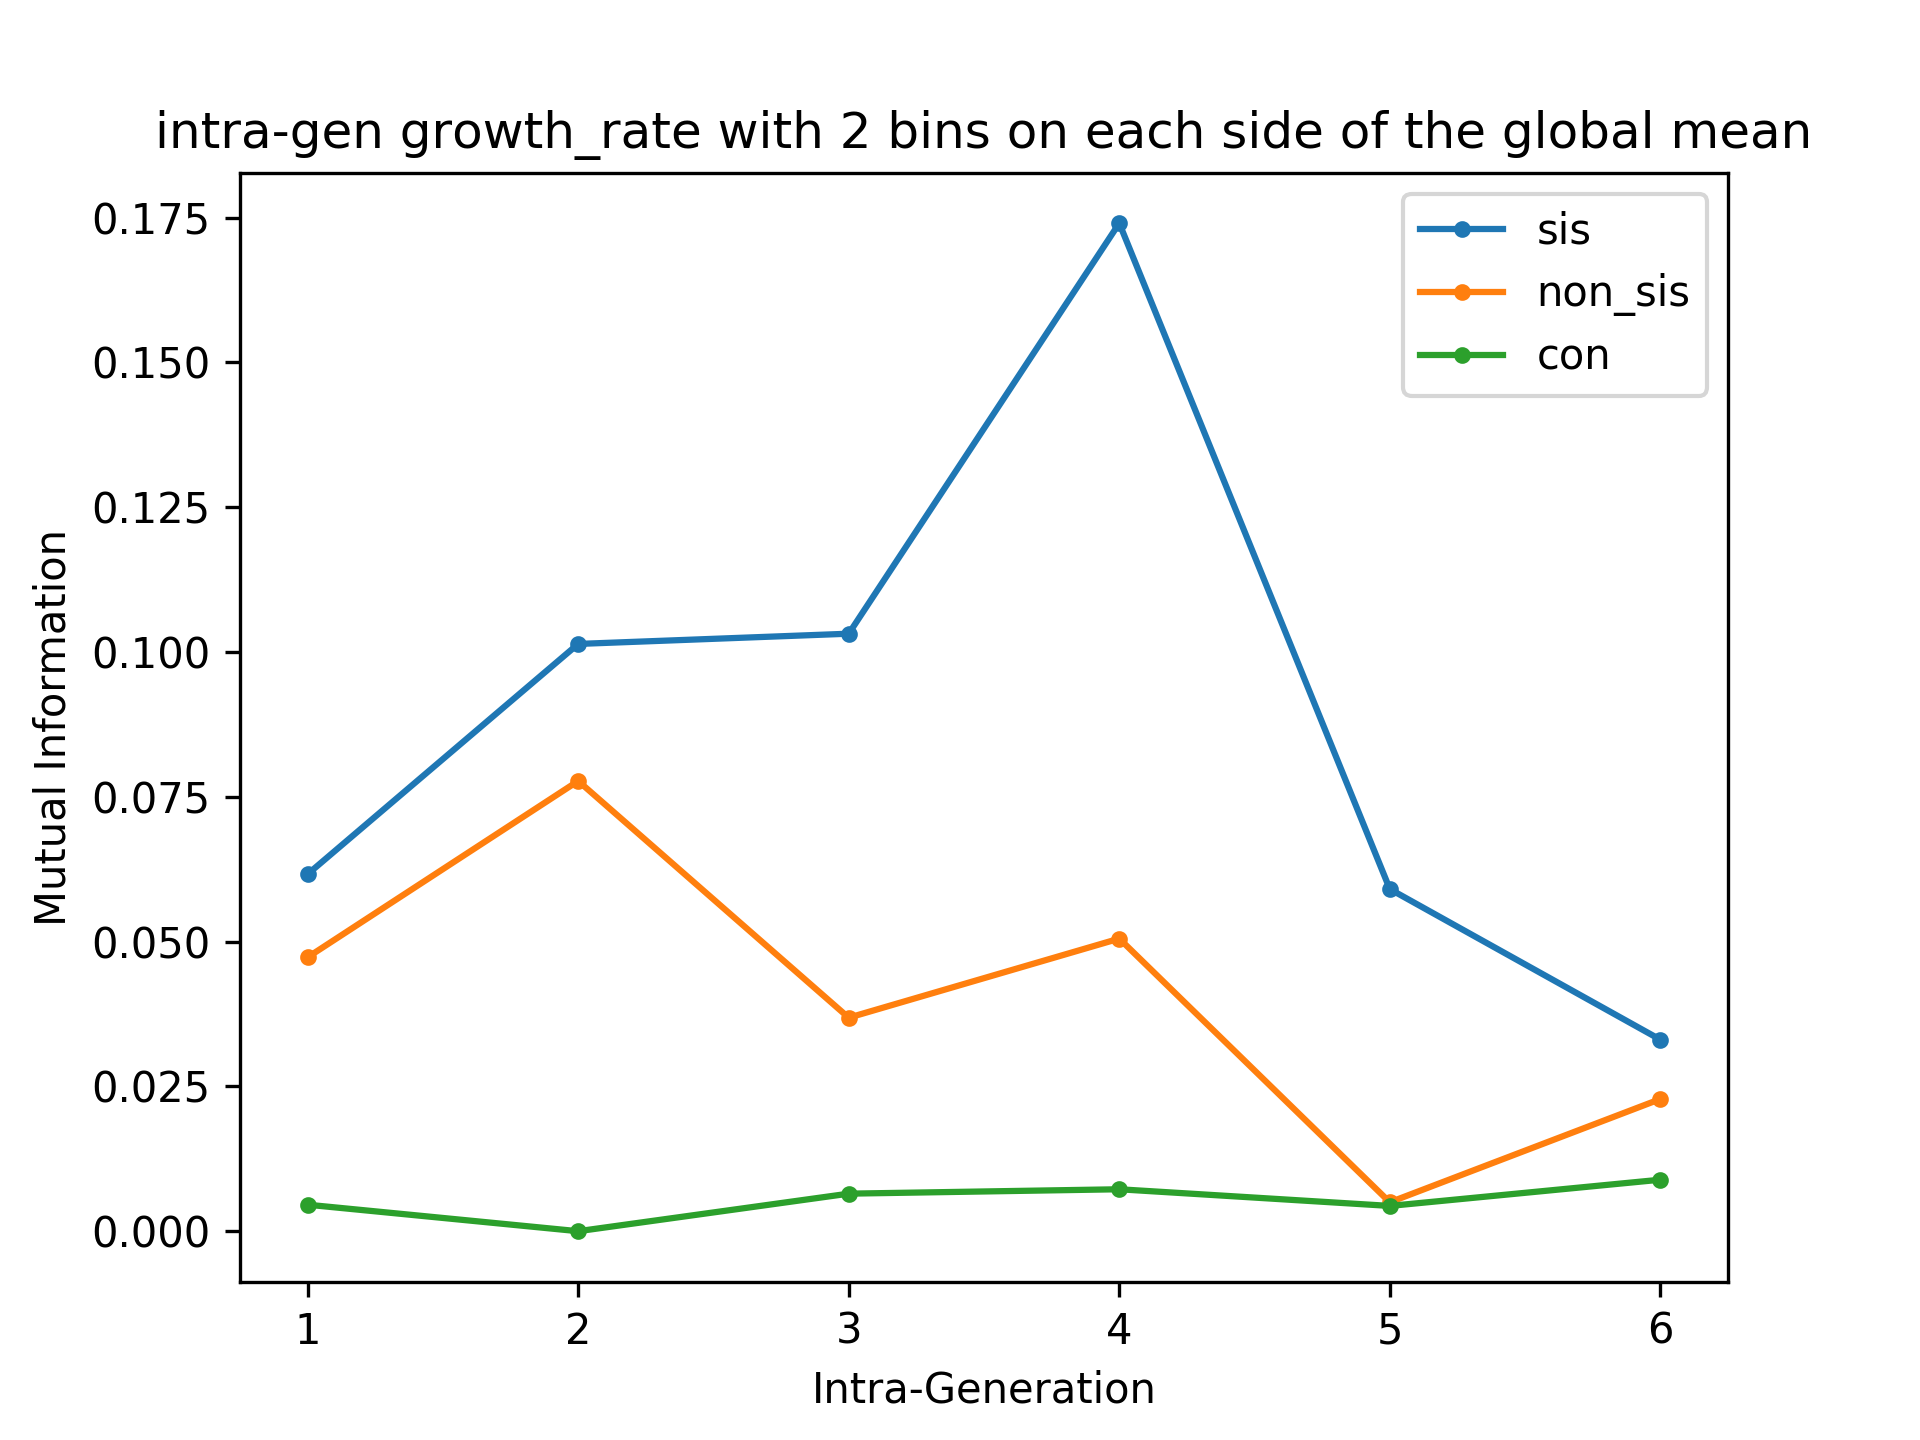 intra-gen growth_rate with 2 bins on each side of the global mean
sis
non_sis
con
0.175
0.150
0.125
0.100
0.075
0.050
0.025
0.000
Mutual Information
1 2 3 4 5 6
Intra-Generation